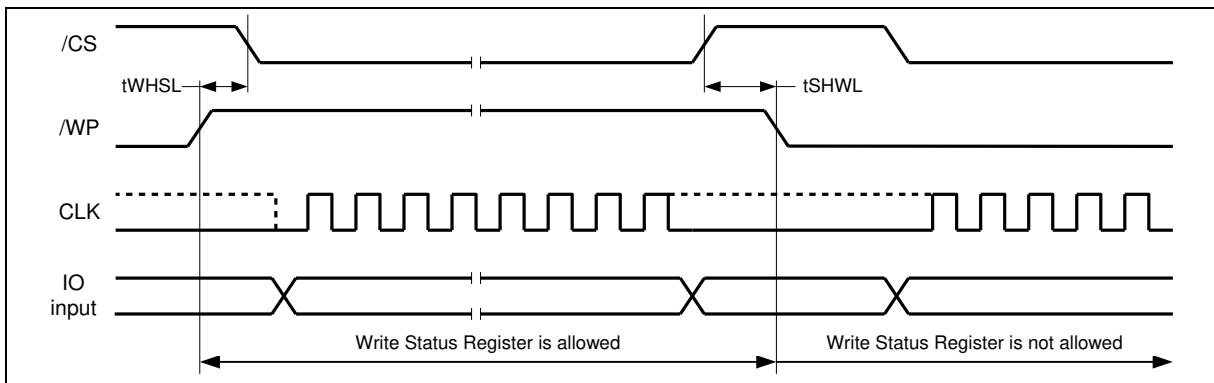 /CS
tWHSL
tSHWL
/WP
CLK
IO
input
Write Status Register is allowed
Write Status Register is not allowed